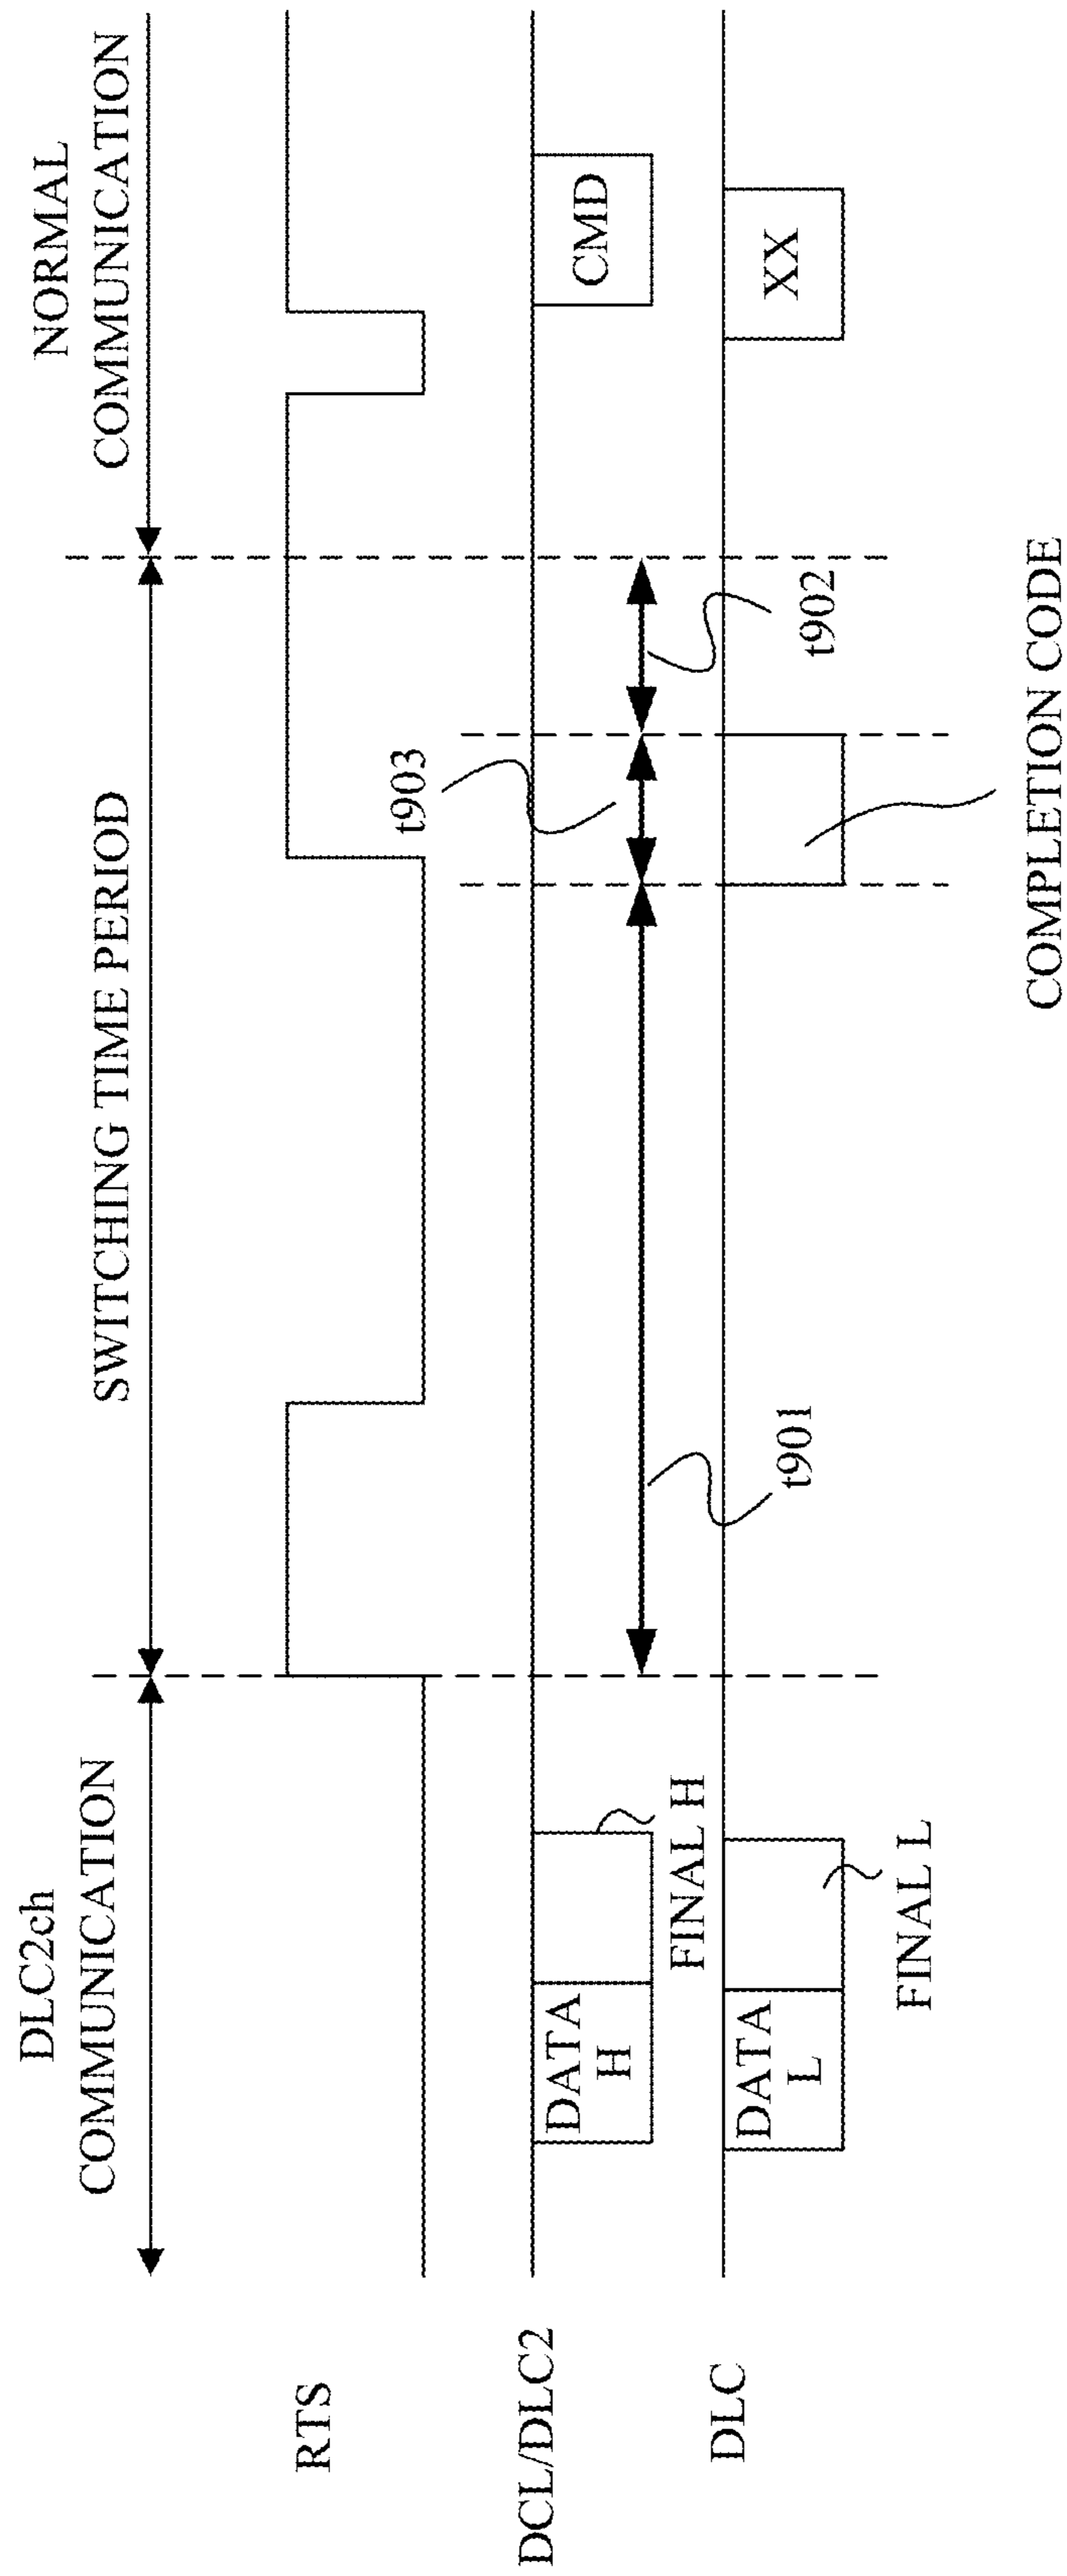 DLC2ch
COMMUNICATION
SWITCHING TIME PERIOD
NORMAL
COMMUNICATION
RTS
t903
DCL/DLC2
DATA
H
FINAL H
CMD
t901
t902
DLC
DATA
L
FINAL L
XX
COMPLETION CODE